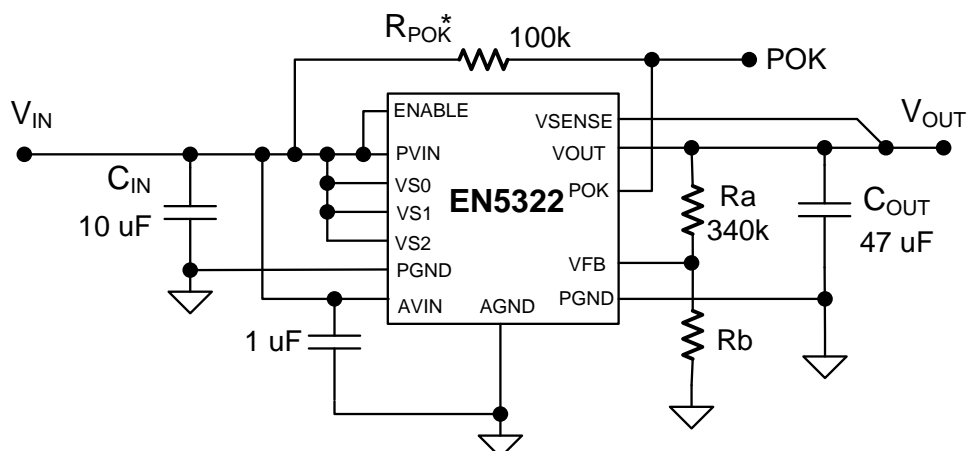 R_POK*
100k
POK
V_IN
ENABLE
VSENSE
V_OUT
PVIN
VOUT
C_IN
10 uF
VS0
VS1
VS2
EN5322
POK
Ra
340k
C_OUT
47 uF
PGND
VFB
AVIN
AGND
PGND
1 uF
Rb